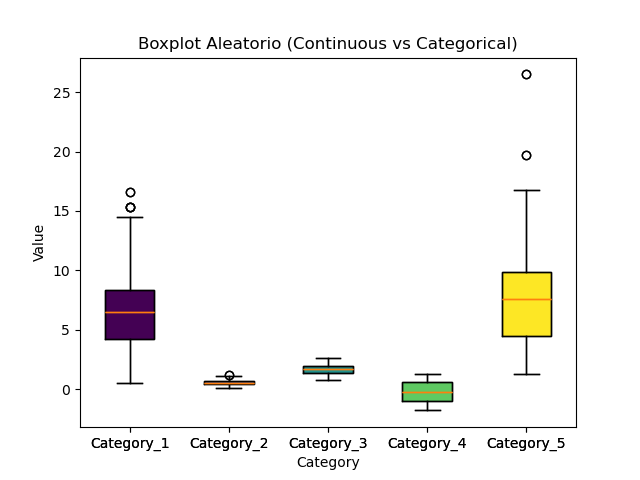 Boxplot Aleatorio (Continuous vs Categorical)
25
20
15
10
5
0
Value
Category_1 Category_2 Category_3 Category_4 Category_5
Category